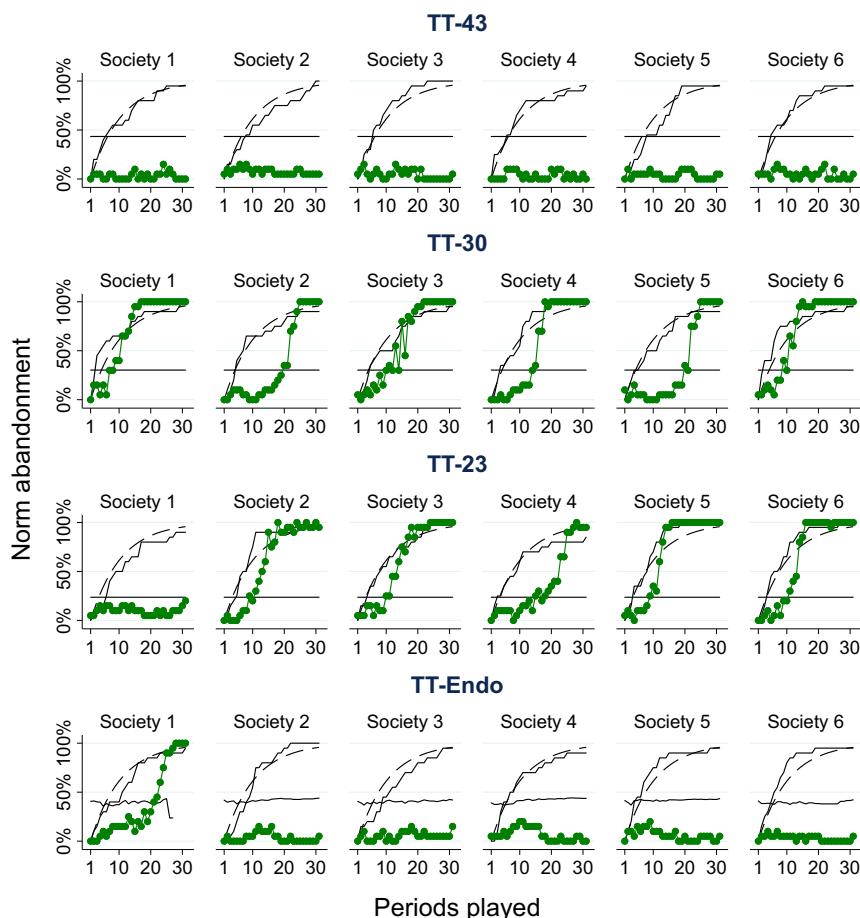 TT-43
Society 1 Society 2 Society 3 Society 4 Society 5 Society 6
100%
50%
0%
1 10 20 30 1 10 20 30 1 10 20 30 1 10 20 30 1 10 20 30 1 10 20 30
TT-30
Society 1 Society 2 Society 3 Society 4 Society 5 Society 6
100%
50%
0%
1 10 20 30 1 10 20 30 1 10 20 30 1 10 20 30 1 10 20 30 1 10 20 30
Norm abandonment
TT-23
Society 1 Society 2 Society 3 Society 4 Society 5 Society 6
100%
50%
0%
1 10 20 30 1 10 20 30 1 10 20 30 1 10 20 30 1 10 20 30 1 10 20 30
TT-Endo
Society 1 Society 2 Society 3 Society 4 Society 5 Society 6
100%
50%
0%
1 10 20 30 1 10 20 30 1 10 20 30 1 10 20 30 1 10 20 30 1 10 20 30
Periods played